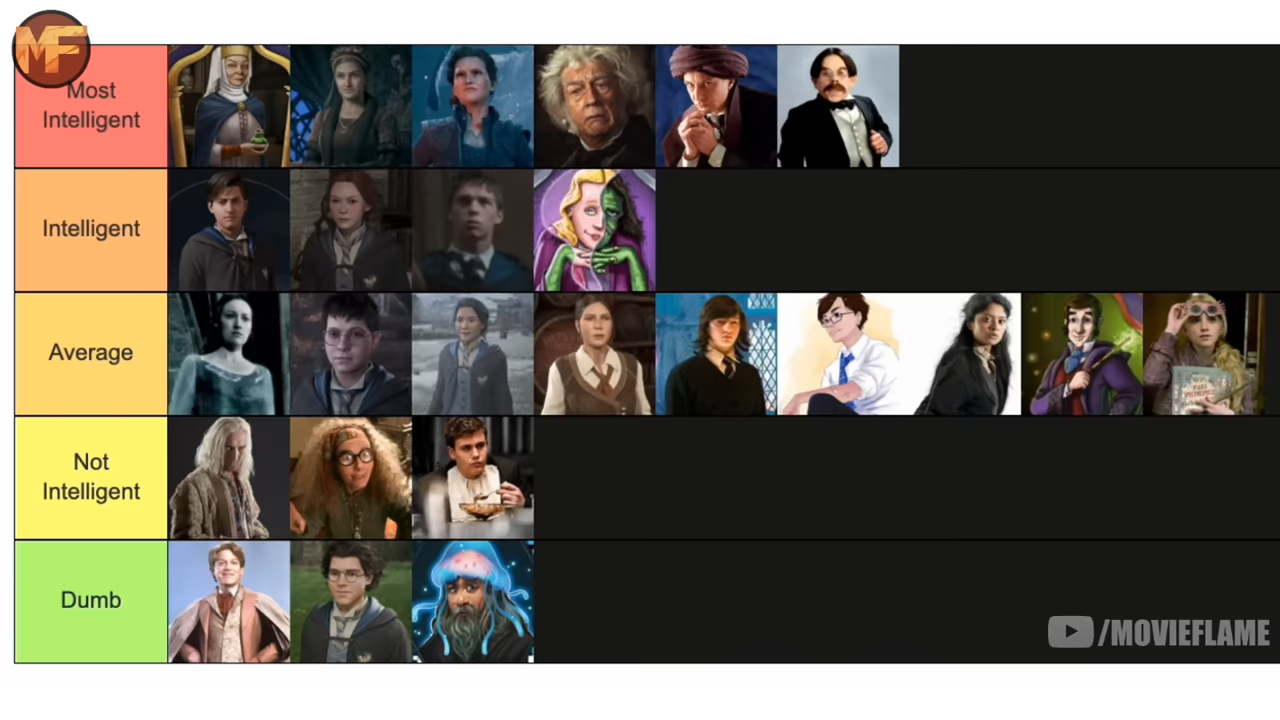 MF
Most
Intelligent
Intelligent
Average
Not
Intelligent
Dumb
/MOVIEFLAME